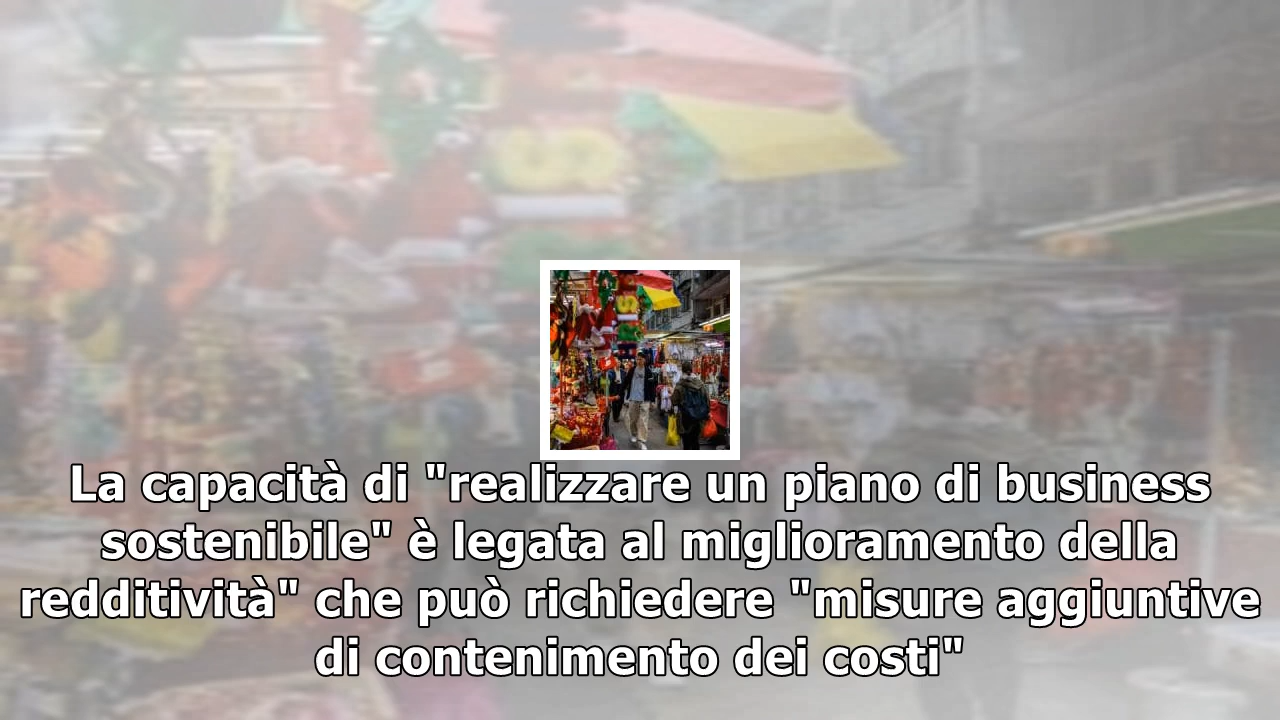 La capacità di "realizzare un piano di business
sostenibile" è legata al miglioramento della
redditività" che può richiedere "misure aggiuntive
di contenimento dei costi"